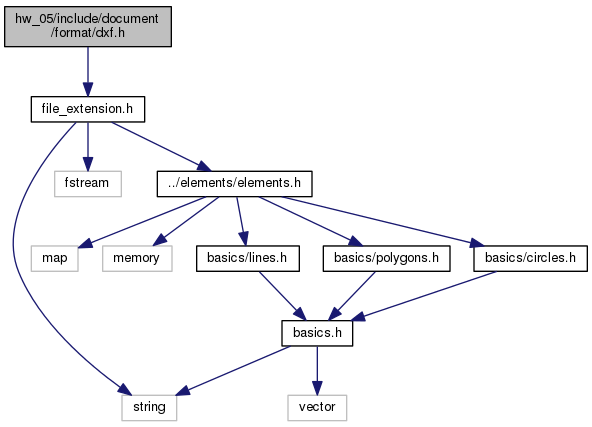 hw_05/include/document
/format/dxf.h
file_extension.h
fstream
../elements/elements.h
map
memory
basics/lines.h
basics/polygons.h
basics/circles.h
basics.h
string
vector